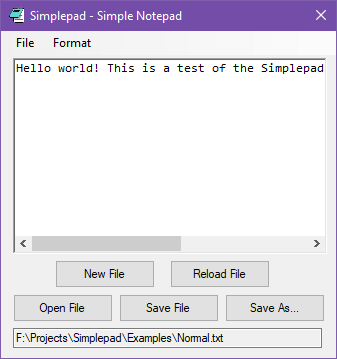 Simplepad - Simple Notepad
File Format
Hello world! This is a test of the Simplepad
New File Reload File
Open File Save File Save As...
F:\Projects\Simplepad\Examples\Normal.txt